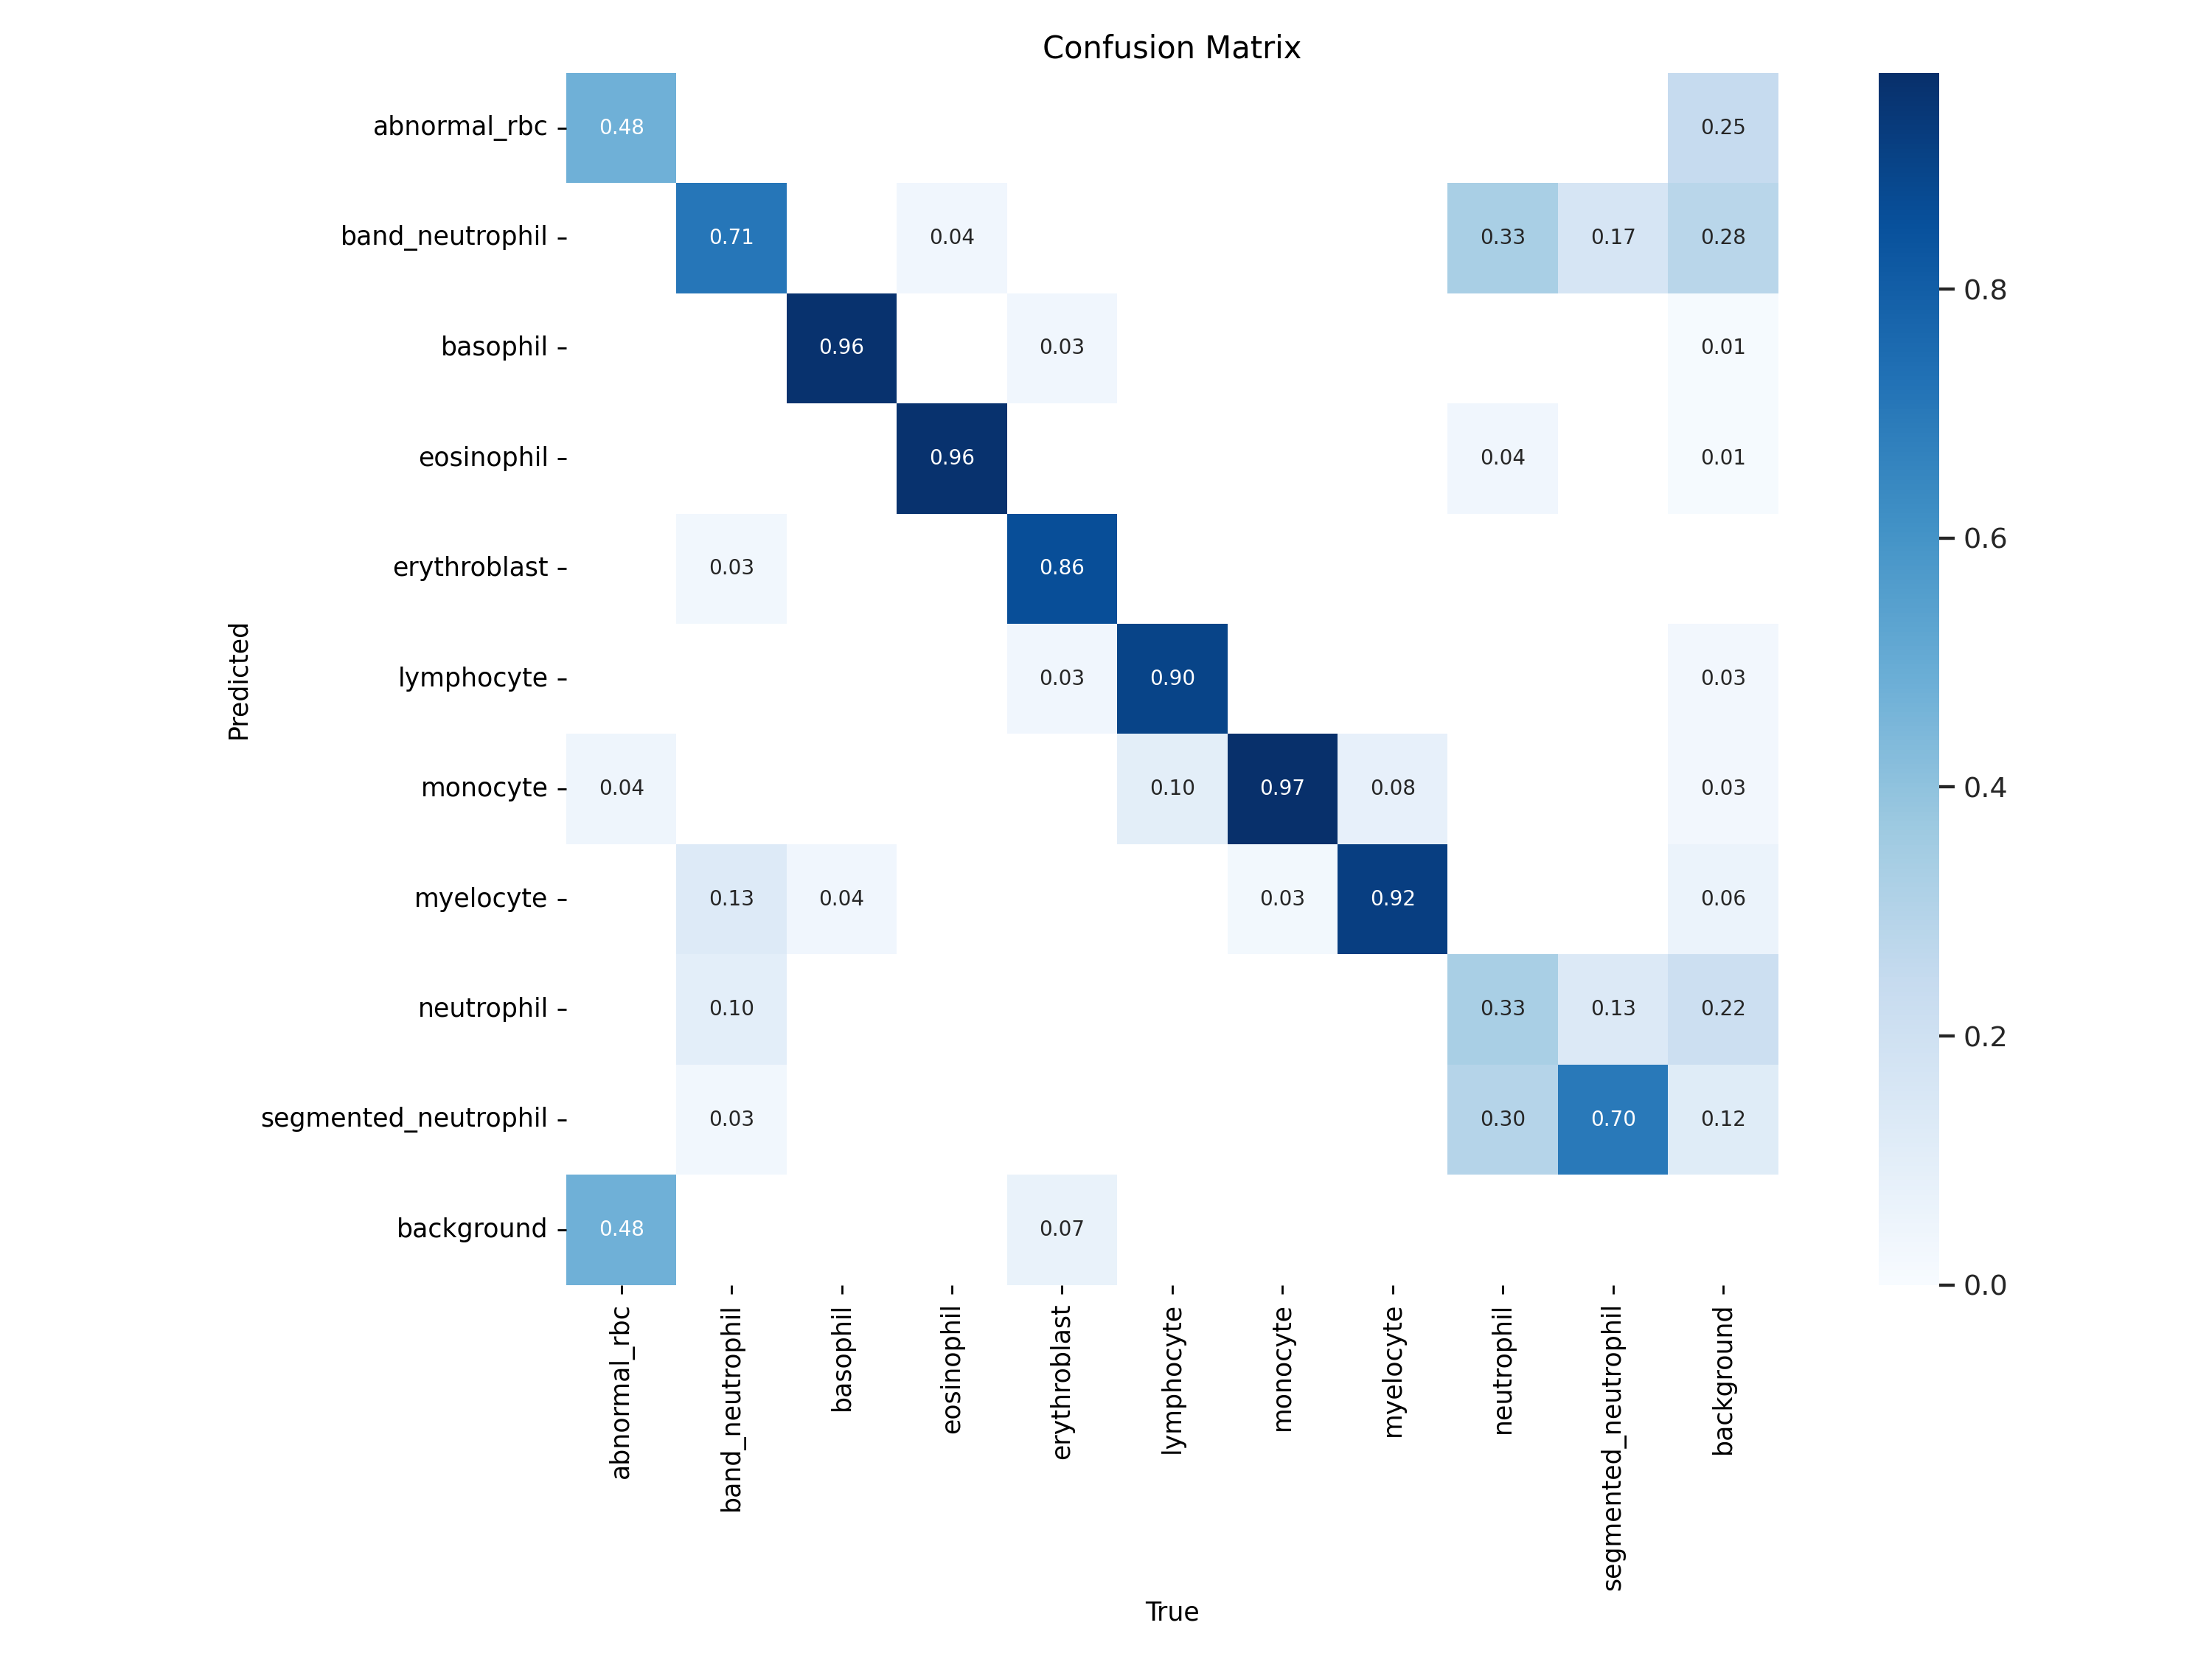 Confusion Matrix
abnormal_rbc 0.48 0.25
band_neutrophil 0.71 0.04 0.33 0.17 0.28
0.8
basophil 0.96 0.03 0.01
eosinophil 0.96 0.04 0.01
0.6
erythroblast 0.03 0.86
lymphocyte 0.03 0.90 0.03
Predicted
monocyte 0.04 0.10 0.97 0.08 0.03
0.4
myelocyte 0.13 0.04 0.03 0.92 0.06
neutrophil 0.10 0.33 0.13 0.22
0.2
segmented_neutrophil 0.03 0.30 0.70 0.12
background 0.48 0.07
0.0
abnormal_rbc
band_neutrophil
basophil
eosinophil
erythroblast
lymphocyte
monocyte
myelocyte
neutrophil
segmented_neutrophil
background
True